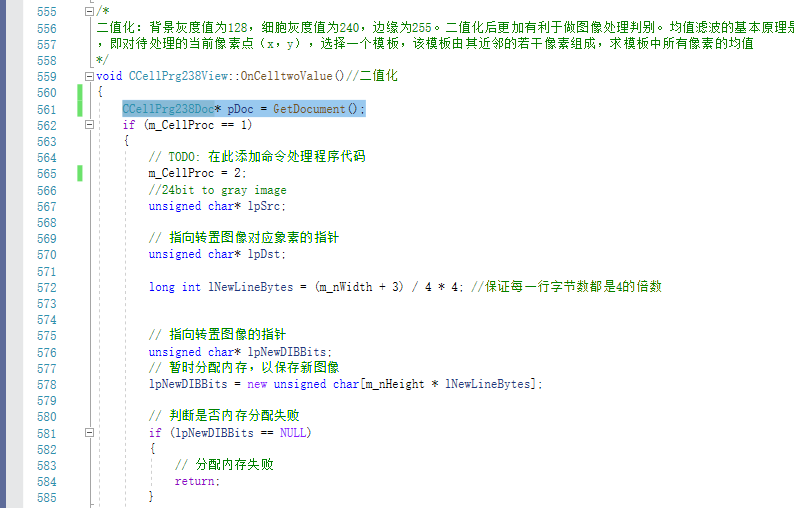 555 /*
556 二值化: 背景灰度值为128, 细胞灰度值为240, 边缘为255。二值化后更加有利于做图像处理判别。均值滤波的基本原理是
557 , 即对待处理的当前像素点 (x, y) , 选择一个模板, 该模板由其近邻的若干像素组成, 求模板中所有像素的均值
558 */
559 void CCellPrg238View::OnCelltwoValue()//二值化
560 {
561 CCellPrg238Doc* pDoc = GetDocument();
562 if (m_CellProc == 1)
563 {
564 // TODO: 在此添加命令处理程序代码
565 m_CellProc = 2;
566 //24bit to gray image
567 unsigned char* lpSrc;
568
569 // 指向转置图像对应象素的指针
570 unsigned char* lpDst;
571
572 long int lNewLineBytes = (m_nWidth + 3) / 4 * 4; //保证每一行字节数都是4的倍数
573
574
575 // 指向转置图像的指针
576 unsigned char* lpNewDIBBits;
577 // 暂时分配内存, 以保存新图像
578 lpNewDIBBits = new unsigned char[m_nHeight * lNewLineBytes];
579
580 // 判断是否内存分配失败
581 if (lpNewDIBBits == NULL)
582 {
583 // 分配内存失败
584 return;
585 }